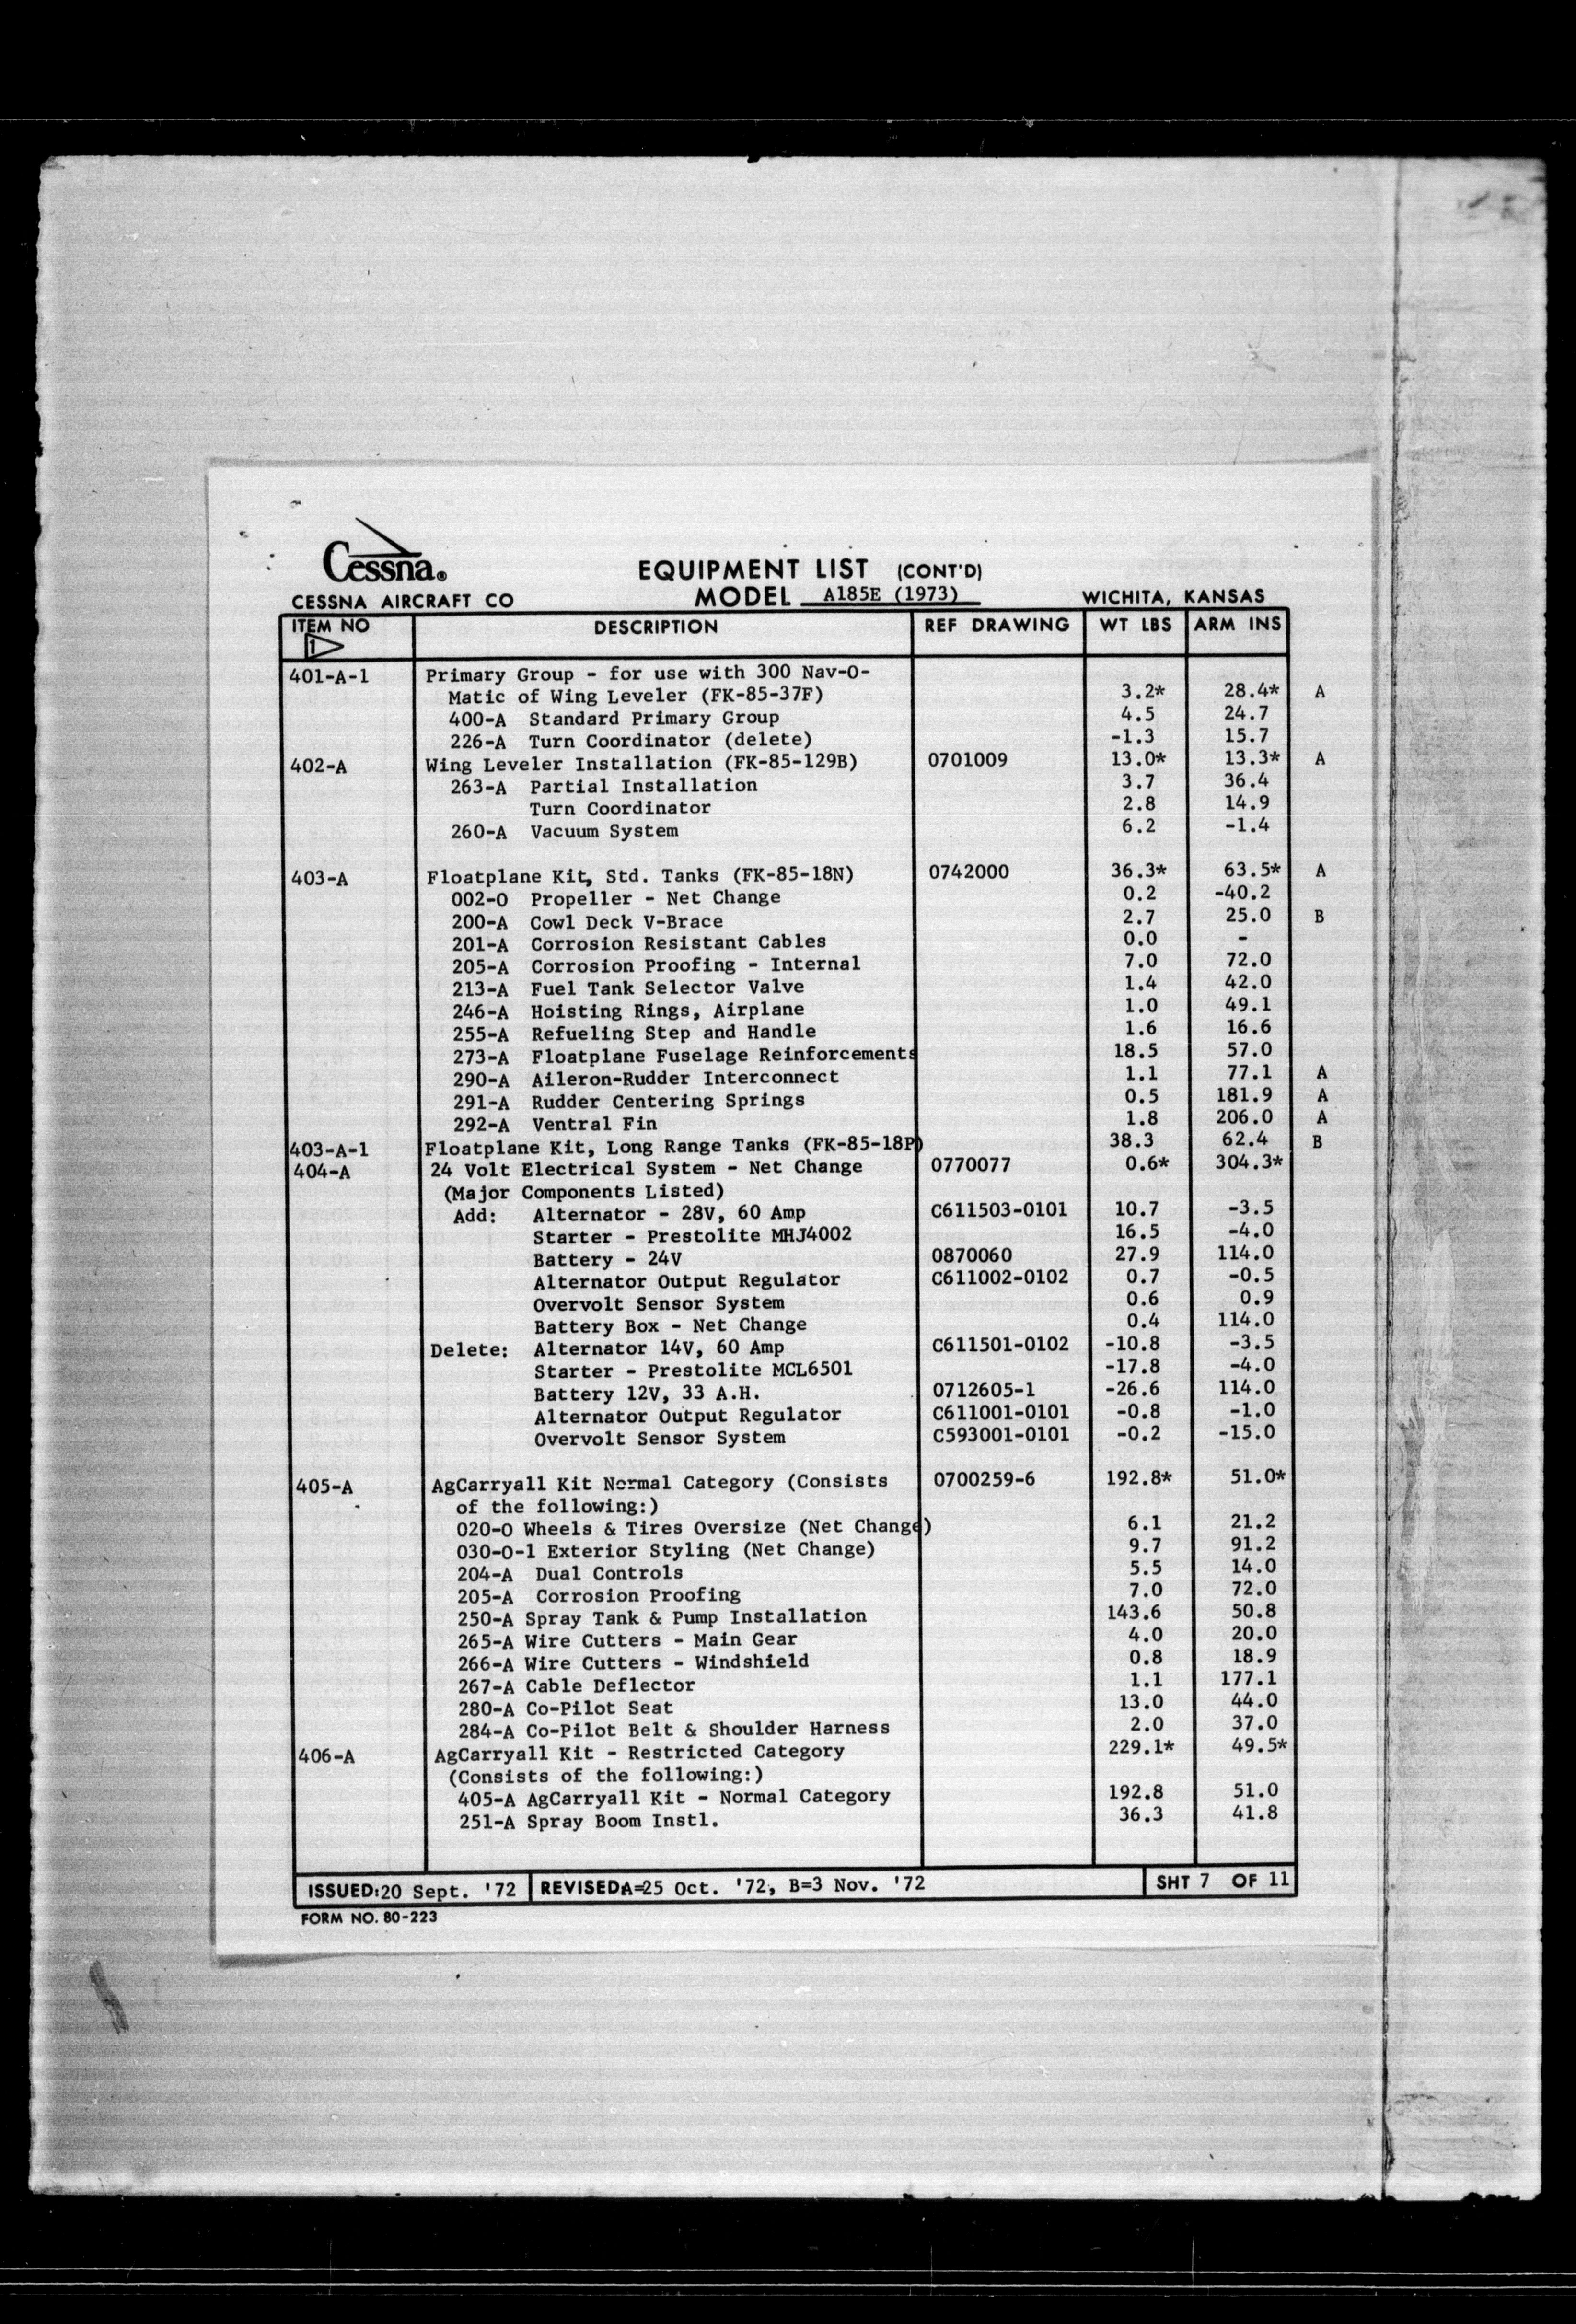 Cessna®
EQUIPMENT LIST (CONT'D)
CESSNA AIRCRAFT CO MODEL A185E (1973) WICHITA, KANSAS
ITEM NO DESCRIPTION REF DRAWING WT LBS ARM INS
1
401-A-1 Primary Group - for use with 300 Nav-O-
Matic of Wing Leveler (FK-85-37F) 3.2* 28.4* A
400-A Standard Primary Group 4.5 24.7
226-A Turn Coordinator (delete) -1.3 15.7
402-A Wing Leveler Installation (FK-85-129B) 0701009 13.0* 13.3* A
263-A Partial Installation 3.7 36.4
Turn Coordinator 2.8 14.9
260-A Vacuum System 6.2 -1.4
403-A Floatplane Kit, Std. Tanks (FK-85-18N) 0742000 36.3* 63.5* A
002-O Propeller - Net Change 0.2 -40.2
200-A Cowl Deck V-Brace 2.7 25.0 B
201-A Corrosion Resistant Cables 0.0 -
205-A Corrosion Proofing - Internal 7.0 72.0
213-A Fuel Tank Selector Valve 1.4 42.0
246-A Hoisting Rings, Airplane 1.0 49.1
255-A Refueling Step and Handle 1.6 16.6
273-A Floatplane Fuselage Reinforcements 18.5 57.0
290-A Aileron-Rudder Interconnect 1.1 77.1 A
291-A Rudder Centering Springs 0.5 181.9 A
292-A Ventral Fin 1.8 206.0 A
403-A-1 Floatplane Kit, Long Range Tanks (FK-85-18P) 38.3 62.4 B
404-A 24 Volt Electrical System - Net Change 0770077 0.6* 304.3*
(Major Components Listed)
Add: Alternator - 28V, 60 Amp C611503-0101 10.7 -3.5
Starter - Prestolite MHJ4002 16.5 -4.0
Battery - 24V 0870060 27.9 114.0
Alternator Output Regulator C611002-0102 0.7 -0.5
Overvolt Sensor System 0.6 0.9
Battery Box - Net Change 0.4 114.0
Delete: Alternator 14V, 60 Amp C611501-0102 -10.8 -3.5
Starter - Prestolite MCL6501 -17.8 -4.0
Battery 12V, 33 A.H. 0712605-1 -26.6 114.0
Alternator Output Regulator C611001-0101 -0.8 -1.0
Overvolt Sensor System C593001-0101 -0.2 -15.0
405-A AgCarryall Kit Normal Category (Consists 0700259-6 192.8* 51.0*
of the following:)
020-O Wheels & Tires Oversize (Net Change) 6.1 21.2
030-O-1 Exterior Styling (Net Change) 9.7 91.2
204-A Dual Controls 5.5 14.0
205-A Corrosion Proofing 7.0 72.0
250-A Spray Tank & Pump Installation 143.6 50.8
265-A Wire Cutters - Main Gear 4.0 20.0
266-A Wire Cutters - Windshield 0.8 18.9
267-A Cable Deflector 1.1 177.1
280-A Co-Pilot Seat 13.0 44.0
284-A Co-Pilot Belt & Shoulder Harness 2.0 37.0
406-A AgCarryall Kit - Restricted Category 229.1* 49.5*
(Consists of the following:)
405-A AgCarryall Kit - Normal Category 192.8 51.0
251-A Spray Boom Instl. 36.3 41.8
ISSUED: 20 Sept. '72 REVISED: A=25 Oct. '72, B=3 Nov. '72 SHT 7 OF 11
FORM NO. 80-223